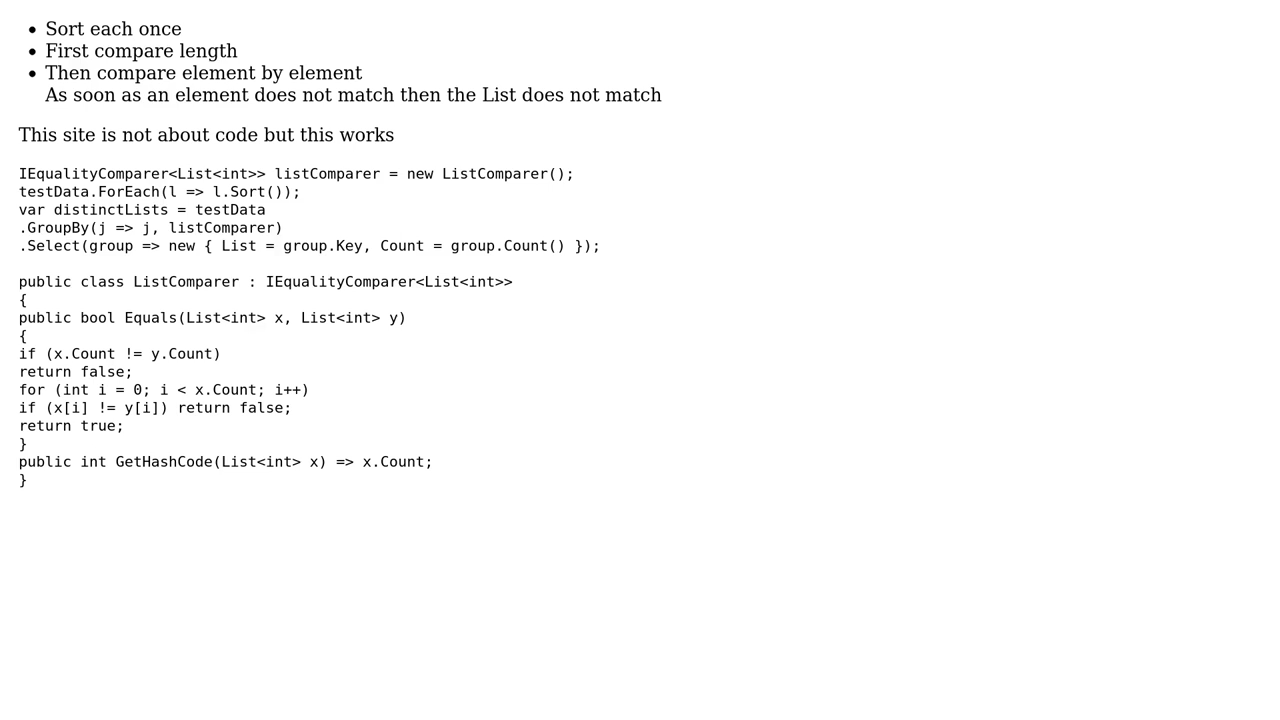 • Sort each once
• First compare length
• Then compare element by element
As soon as an element does not match then the List does not match
This site is not about code but this works
IEqualityComparer<List<int>> listComparer = new ListComparer();
testData.ForEach(l => l.Sort());
var distinctLists = testData
.GroupBy(j => j, listComparer)
.Select(group => new { List = group.Key, Count = group.Count() });

public class ListComparer : IEqualityComparer<List<int>>
{
public bool Equals(List<int> x, List<int> y)
{
if (x.Count != y.Count)
return false;
for (int i = 0; i < x.Count; i++)
if (x[i] != y[i]) return false;
return true;
}
public int GetHashCode(List<int> x) => x.Count;
}